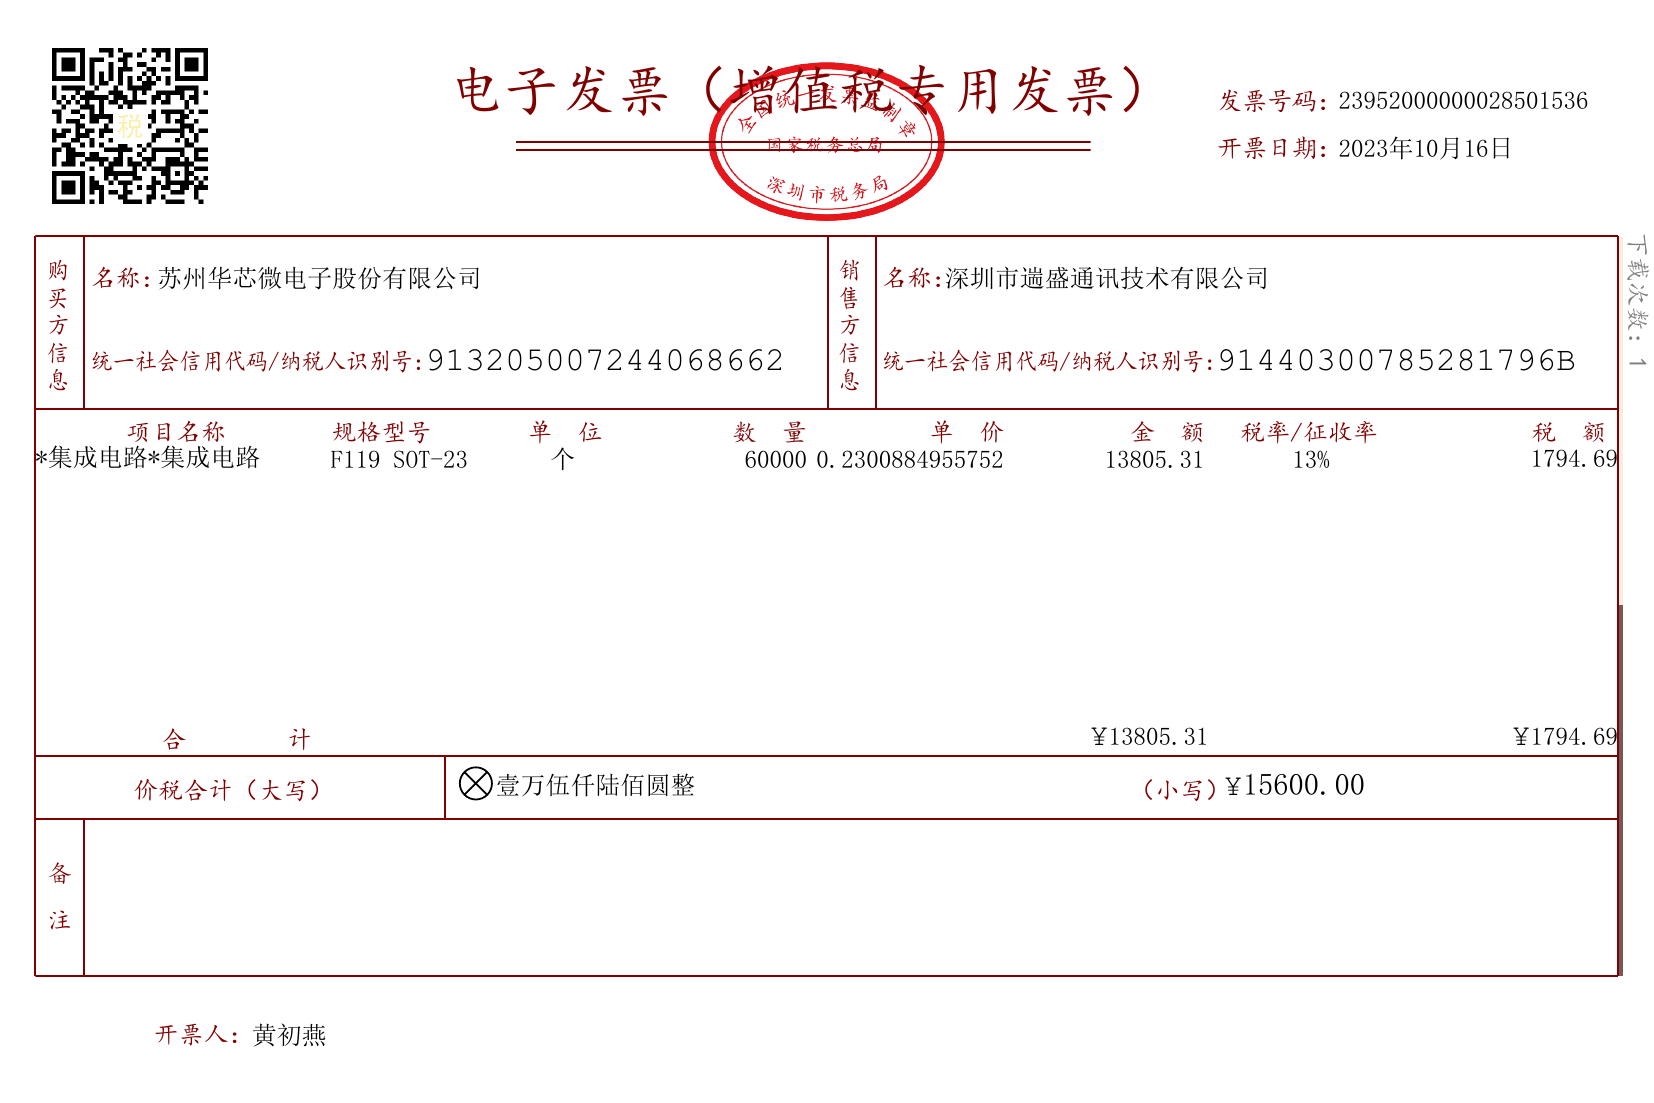 电子发票（增值税专用发票）
发票号码：23952000000028501536
开票日期：2023年10月16日
税
全国统一发票监制章
国家税务总局
深圳市税务局
下载次数：1
购买方信息
名称：苏州华芯微电子股份有限公司
统一社会信用代码/纳税人识别号：913205007244068662
销售方信息
名称：深圳市遄盛通讯技术有限公司
统一社会信用代码/纳税人识别号：91440300785281796B
项目名称 规格型号 单 位 数 量 单 价 金 额 税率/征收率 税 额
*集成电路*集成电路 F119 SOT-23 个 60000 0.2300884955752 13805.31 13% 1794.69
合 计 ¥13805.31 ¥1794.69
价税合计（大写） 壹万伍仟陆佰圆整 （小写）¥15600.00
备注
开票人：黄初燕